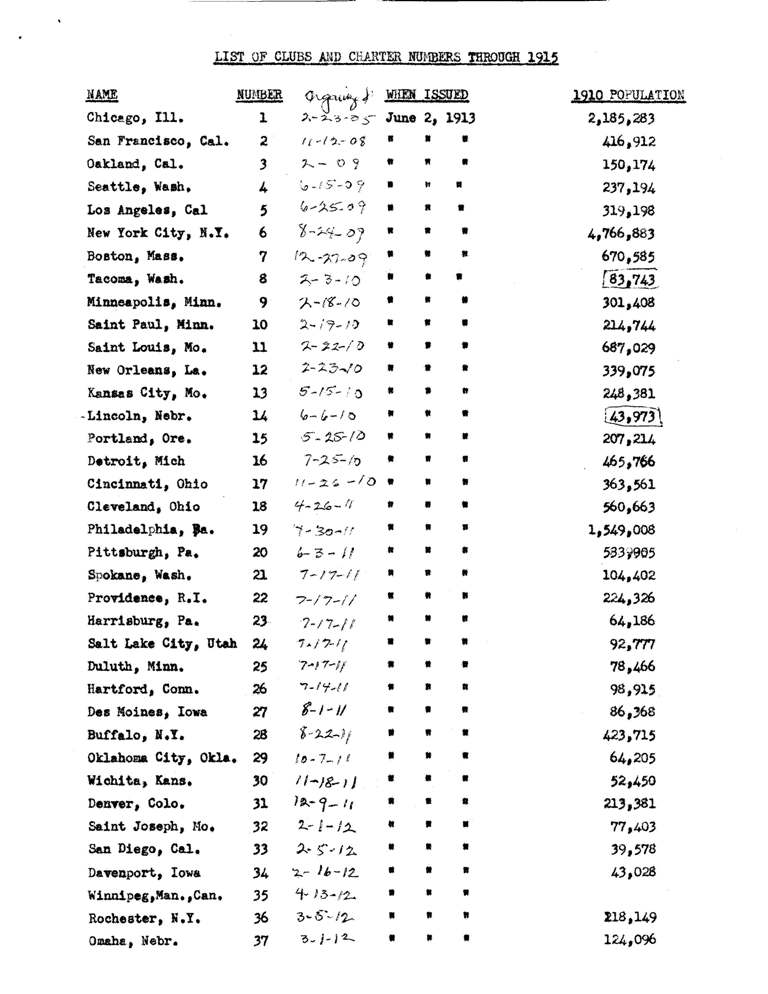 LIST OF CLUBS AND CHARTER NUMBERS THROUGH 1915
NAME NUMBER Organized WHEN ISSUED 1910 POPULATION
Chicago, Ill. 1 2-23-05 June 2, 1913 2,185,283
San Francisco, Cal. 2 11-12-08 " " " 416,912
Oakland, Cal. 3 2-09 " " " 150,174
Seattle, Wash. 4 6-15-09 " " " 237,194
Los Angeles, Cal 5 6-25-09 " " " 319,198
New York City, N.Y. 6 8-24-09 " " " 4,766,883
Boston, Mass. 7 12-27-09 " " " 670,585
Tacoma, Wash. 8 2-3-10 " " " 83,743
Minneapolis, Minn. 9 2-18-10 " " " 301,408
Saint Paul, Minn. 10 2-19-10 " " " 214,744
Saint Louis, Mo. 11 2-22-10 " " " 687,029
New Orleans, La. 12 2-23-10 " " " 339,075
Kansas City, Mo. 13 5-15-10 " " " 248,381
-Lincoln, Nebr. 14 6-6-10 " " " 43,973
Portland, Ore. 15 5-25-10 " " " 207,214
Detroit, Mich 16 7-25-10 " " " 465,766
Cincinnati, Ohio 17 11-26-10 " " " 363,561
Cleveland, Ohio 18 4-26-11 " " " 560,663
Philadelphia, Pa. 19 " " " 1,549,008
Pittsburgh, Pa. 20 6-3-11 " " " 533,905
Spokane, Wash. 21 7-17-11 " " " 104,402
Providence, R.I. 22 7-17-11 " " " 224,326
Harrisburg, Pa. 23 7-17-11 " " " 64,186
Salt Lake City, Utah 24 7-17-11 " " " 92,777
Duluth, Minn. 25 7-17-11 " " " 78,466
Hartford, Conn. 26 7-14-11 " " " 98,915
Des Moines, Iowa 27 8-1-11 " " " 86,368
Buffalo, N.Y. 28 8-22-11 " " " 423,715
Oklahoma City, Okla. 29 10-7-11 " " " 64,205
Wichita, Kans. 30 11-18-11 " " " 52,450
Denver, Colo. 31 12-9-11 " " " 213,381
Saint Joseph, Mo. 32 2-1-12 " " " 77,403
San Diego, Cal. 33 2-5-12 " " " 39,578
Davenport, Iowa 34 2-16-12 " " " 43,028
Winnipeg,Man.,Can. 35 4-13-12 " " "
Rochester, N.Y. 36 3-5-12 " " " 218,149
Omaha, Nebr. 37 3-1-12 " " " 124,096